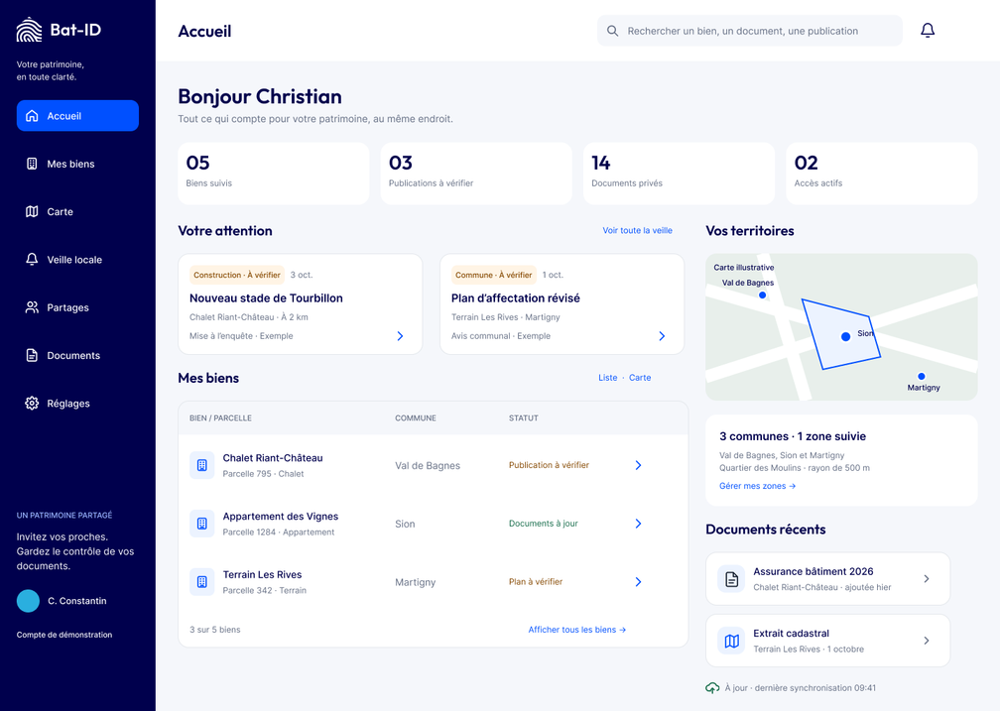 Bat-ID
Votre patrimoine,
en toute clarté.
Accueil
Mes biens
Carte
Veille locale
Partages
Documents
Réglages
UN PATRIMOINE PARTAGÉ
Invitez vos proches.
Gardez le contrôle de vos
documents.
C. Constantin
Compte de démonstration
Accueil
Rechercher un bien, un document, une publication
Bonjour Christian
Tout ce qui compte pour votre patrimoine, au même endroit.
05
Biens suivis
03
Publications à vérifier
14
Documents privés
02
Accès actifs
Votre attention
Voir toute la veille
Construction · À vérifier 3 oct.
Nouveau stade de Tourbillon
Chalet Riant-Château · À 2 km
Mise à l’enquête · Exemple
Commune · À vérifier 1 oct.
Plan d’affectation révisé
Terrain Les Rives · Martigny
Avis communal · Exemple
Mes biens
Liste · Carte
BIEN / PARCELLE COMMUNE STATUT
Chalet Riant-Château
Parcelle 795 · Chalet
Val de Bagnes
Publication à vérifier
Appartement des Vignes
Parcelle 1284 · Appartement
Sion
Documents à jour
Terrain Les Rives
Parcelle 342 · Terrain
Martigny
Plan à vérifier
3 sur 5 biens
Afficher tous les biens →
Vos territoires
Carte illustrative
Val de Bagnes
Sion
Martigny
3 communes · 1 zone suivie
Val de Bagnes, Sion et Martigny
Quartier des Moulins · rayon de 500 m
Gérer mes zones →
Documents récents
Assurance bâtiment 2026
Chalet Riant-Château · ajoutée hier
Extrait cadastral
Terrain Les Rives · 1 octobre
À jour · dernière synchronisation 09:41